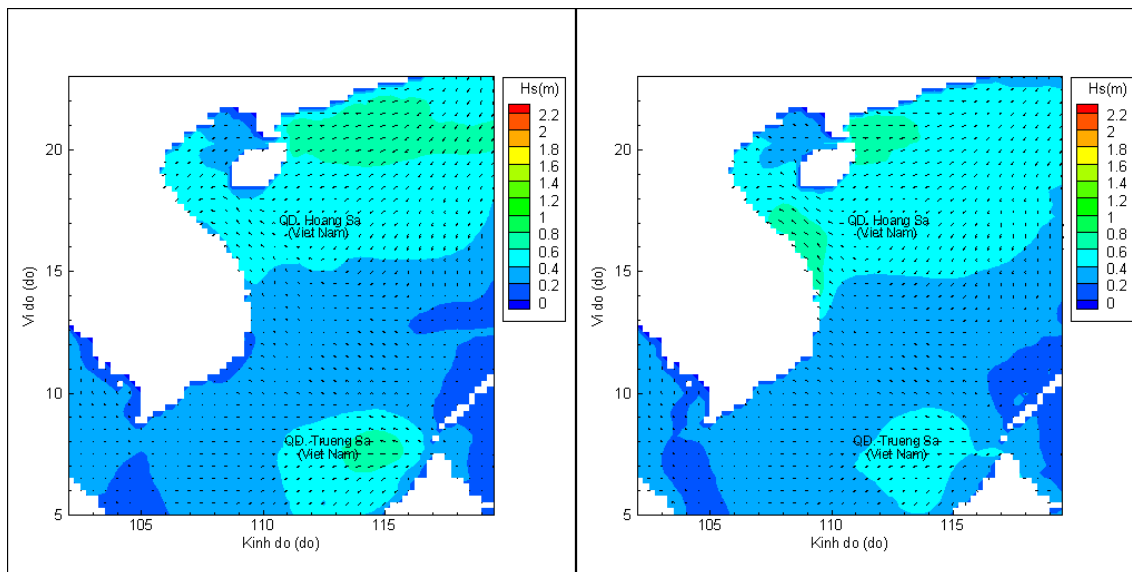 Hs(m)
2.2
2
1.8
1.6
1.4
1.2
1
0.8
0.6
0.4
0.2
0
20
15
10
5
Vi do (do)
QD. Hoang Sa
(Viet Nam)
QD. Truong Sa
(Viet Nam)
105
110
115
Kinh do (do)
Hs(m)
2.2
2
1.8
1.6
1.4
1.2
1
0.8
0.6
0.4
0.2
0
20
15
10
5
Vi do (do)
QD. Hoang Sa
(Viet Nam)
QD. Truong Sa
(Viet Nam)
105
110
115
Kinh do (do)